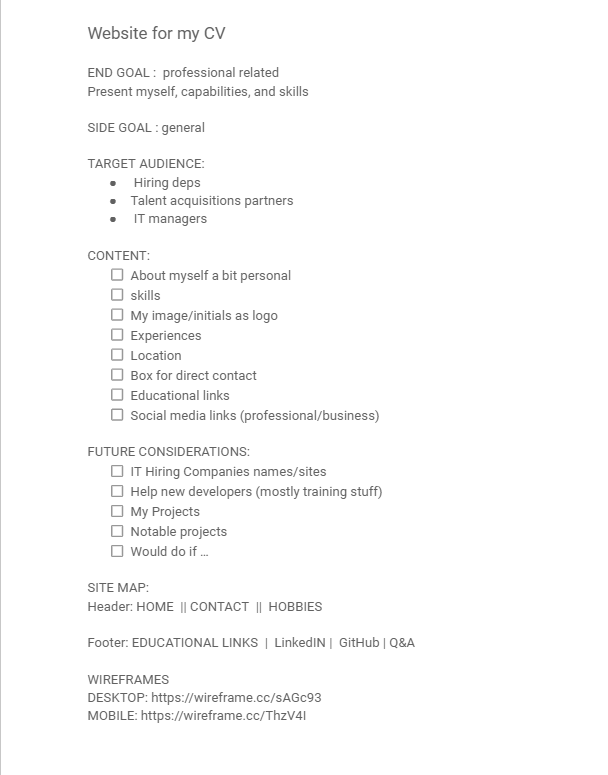 Website for my CV
END GOAL : professional related
Present myself, capabilities, and skills
SIDE GOAL : general
TARGET AUDIENCE:
● Hiring deps
● Talent acquisitions partners
● IT managers
CONTENT:
☐ About myself a bit personal
☐ skills
☐ My image/initials as logo
☐ Experiences
☐ Location
☐ Box for direct contact
☐ Educational links
☐ Social media links (professional/business)
FUTURE CONSIDERATIONS:
☐ IT Hiring Companies names/sites
☐ Help new developers (mostly training stuff)
☐ My Projects
☐ Notable projects
☐ Would do if …
SITE MAP:
Header: HOME || CONTACT || HOBBIES
Footer: EDUCATIONAL LINKS | LinkedIN | GitHub | Q&A
WIREFRAMES
DESKTOP: https://wireframe.cc/sAGc93
MOBILE: https://wireframe.cc/ThzV4I